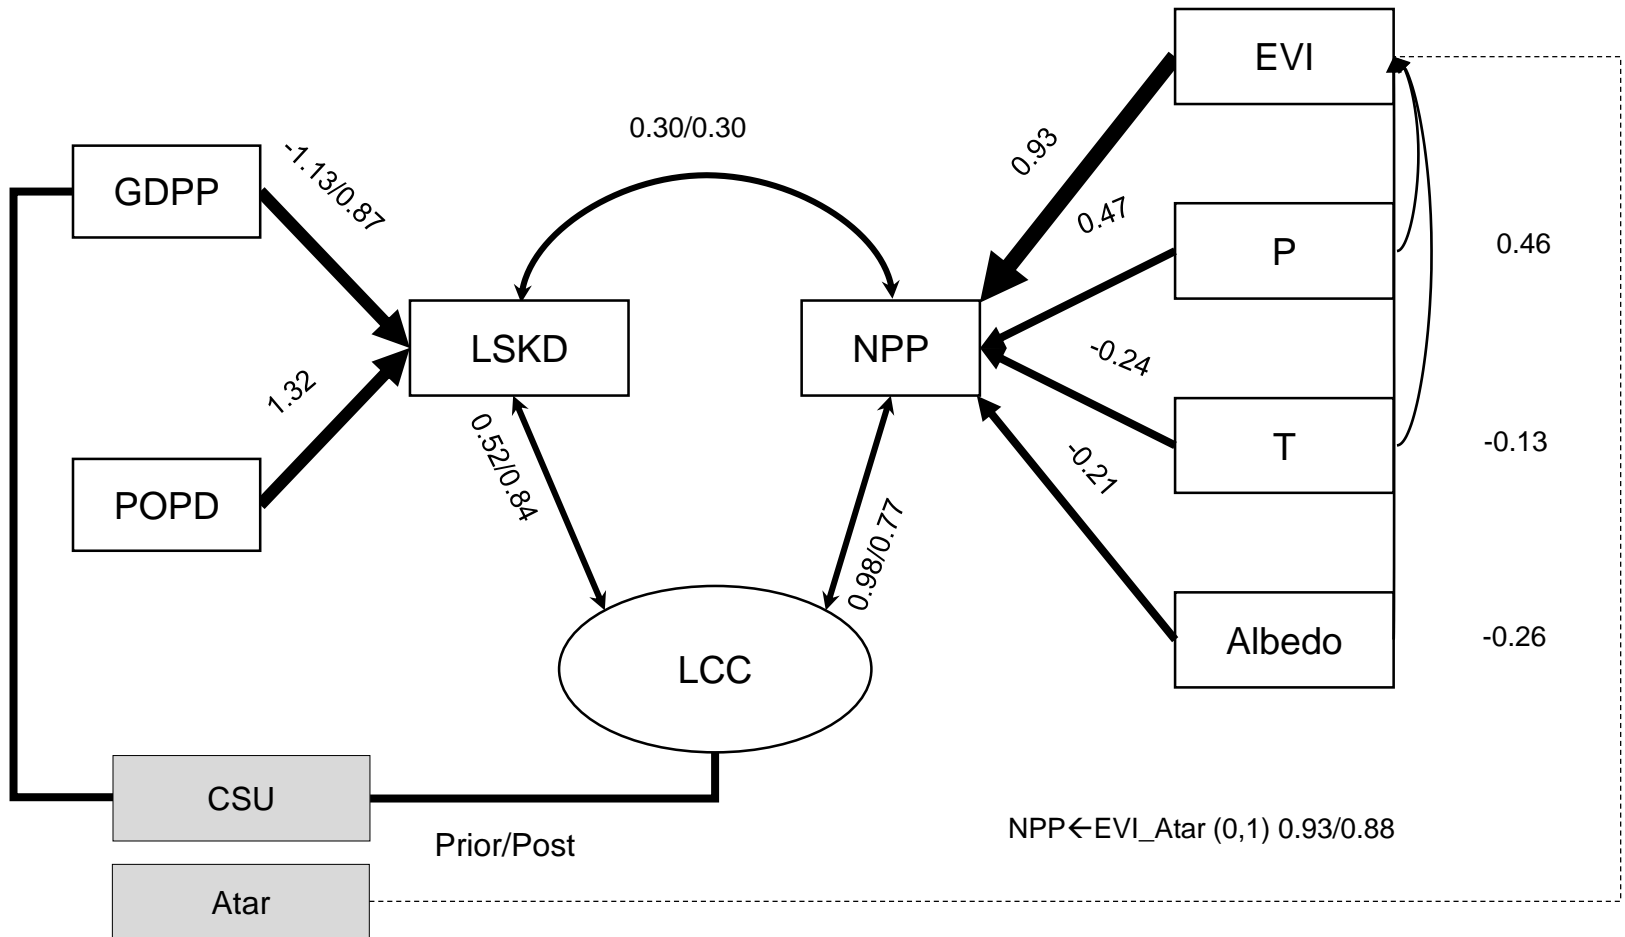 EVI
0.30/0.30
0.93
-1.13/0.87
GDPP
0.47
P
0.46
LSKD
NPP
-0.24
1.32
T
-0.13
0.52/0.84
-0.21
POPD
0.98/0.77
Albedo
-0.26
LCC
CSU
NPP←EVI_Atar (0,1) 0.93/0.88
Prior/Post
Atar